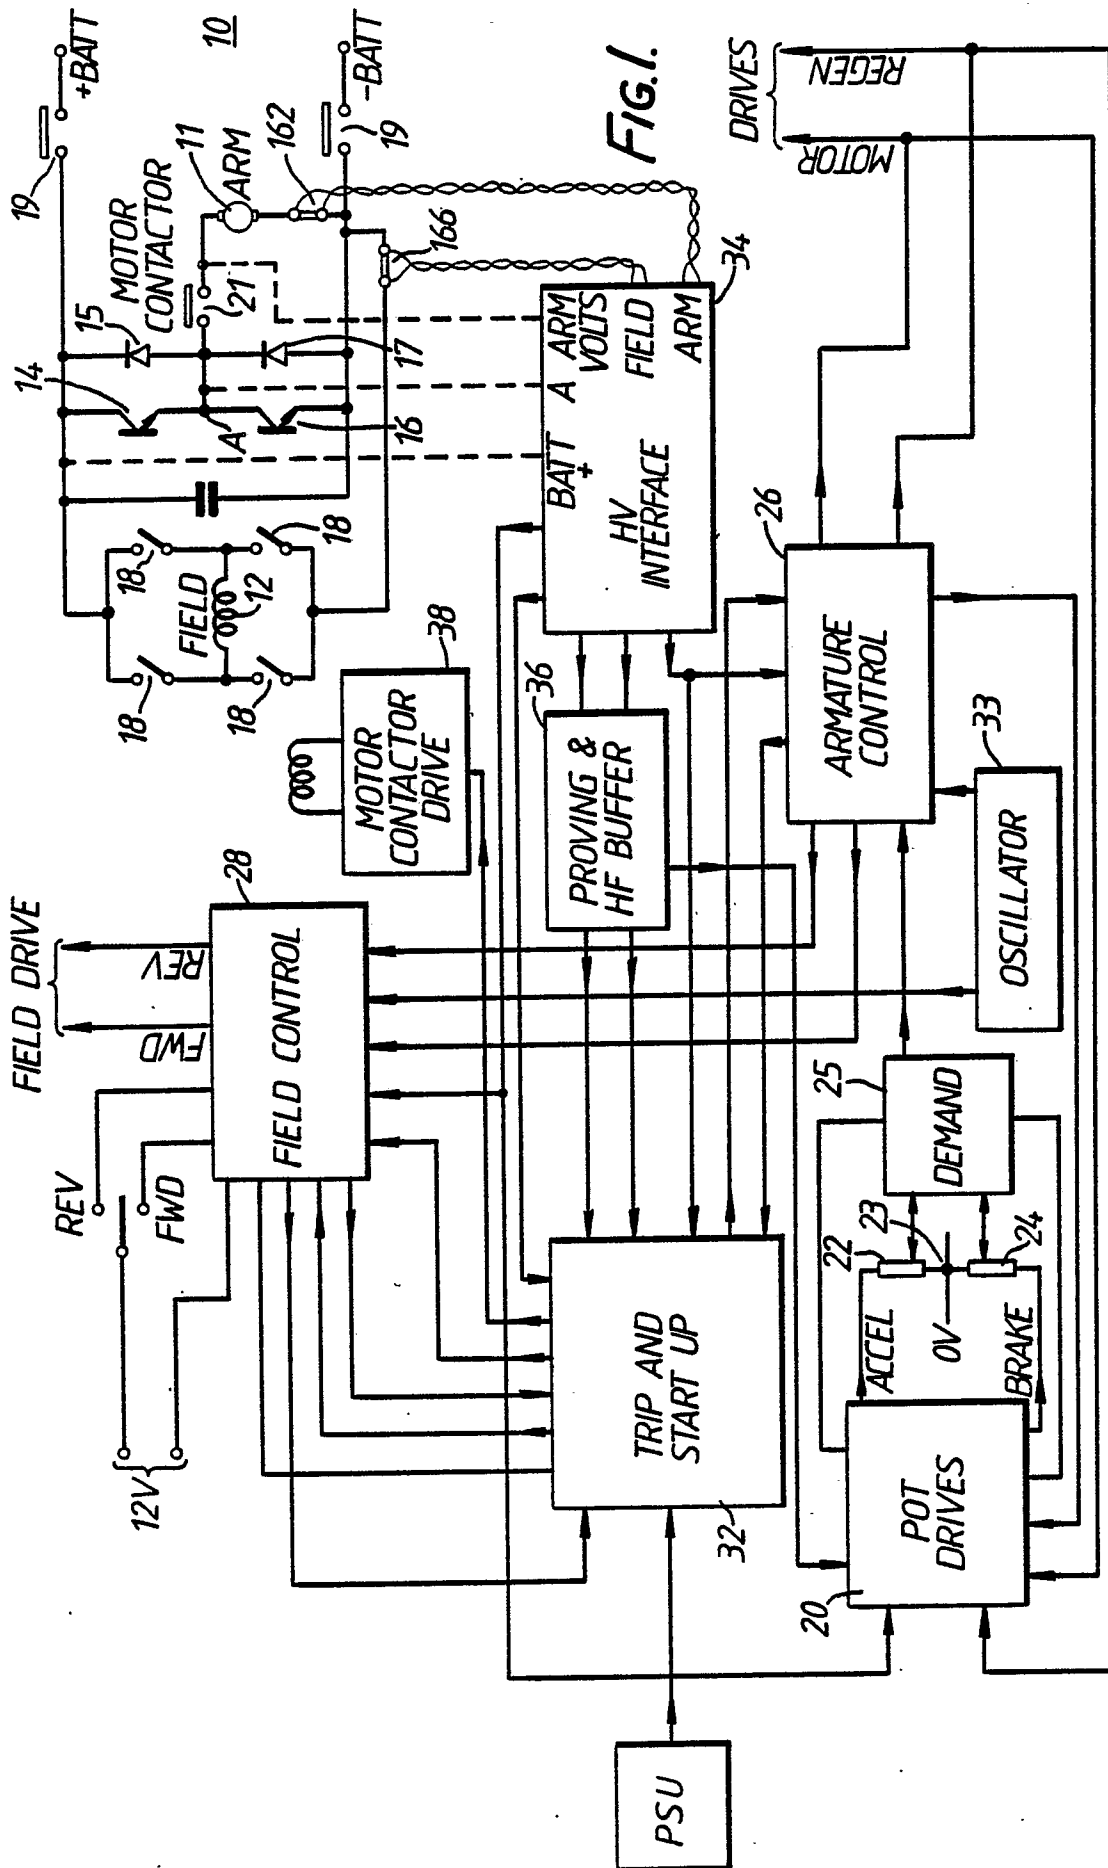 10
+BATT
-BATT
19
19
11
ARM
162
MOTOR
CONTACTOR
21
15
14
17
16
A
166
18
18
18
18
FIELD
12
FIG.1.
DRIVES
MOTOR
REGEN
BATT
+
A
ARM
VOLTS
FIELD
ARM
HV
INTERFACE
34
38
MOTOR
CONTACTOR
DRIVE
36
PROVING &
HF BUFFER
26
ARMATURE
CONTROL
33
OSCILLATOR
FIELD DRIVE
FWD
REV
28
FIELD CONTROL
REV
FWD
12V
TRIP AND
START UP
32
25
DEMAND
22
23
24
ACCEL
0V
BRAKE
POT
DRIVES
20
PSU